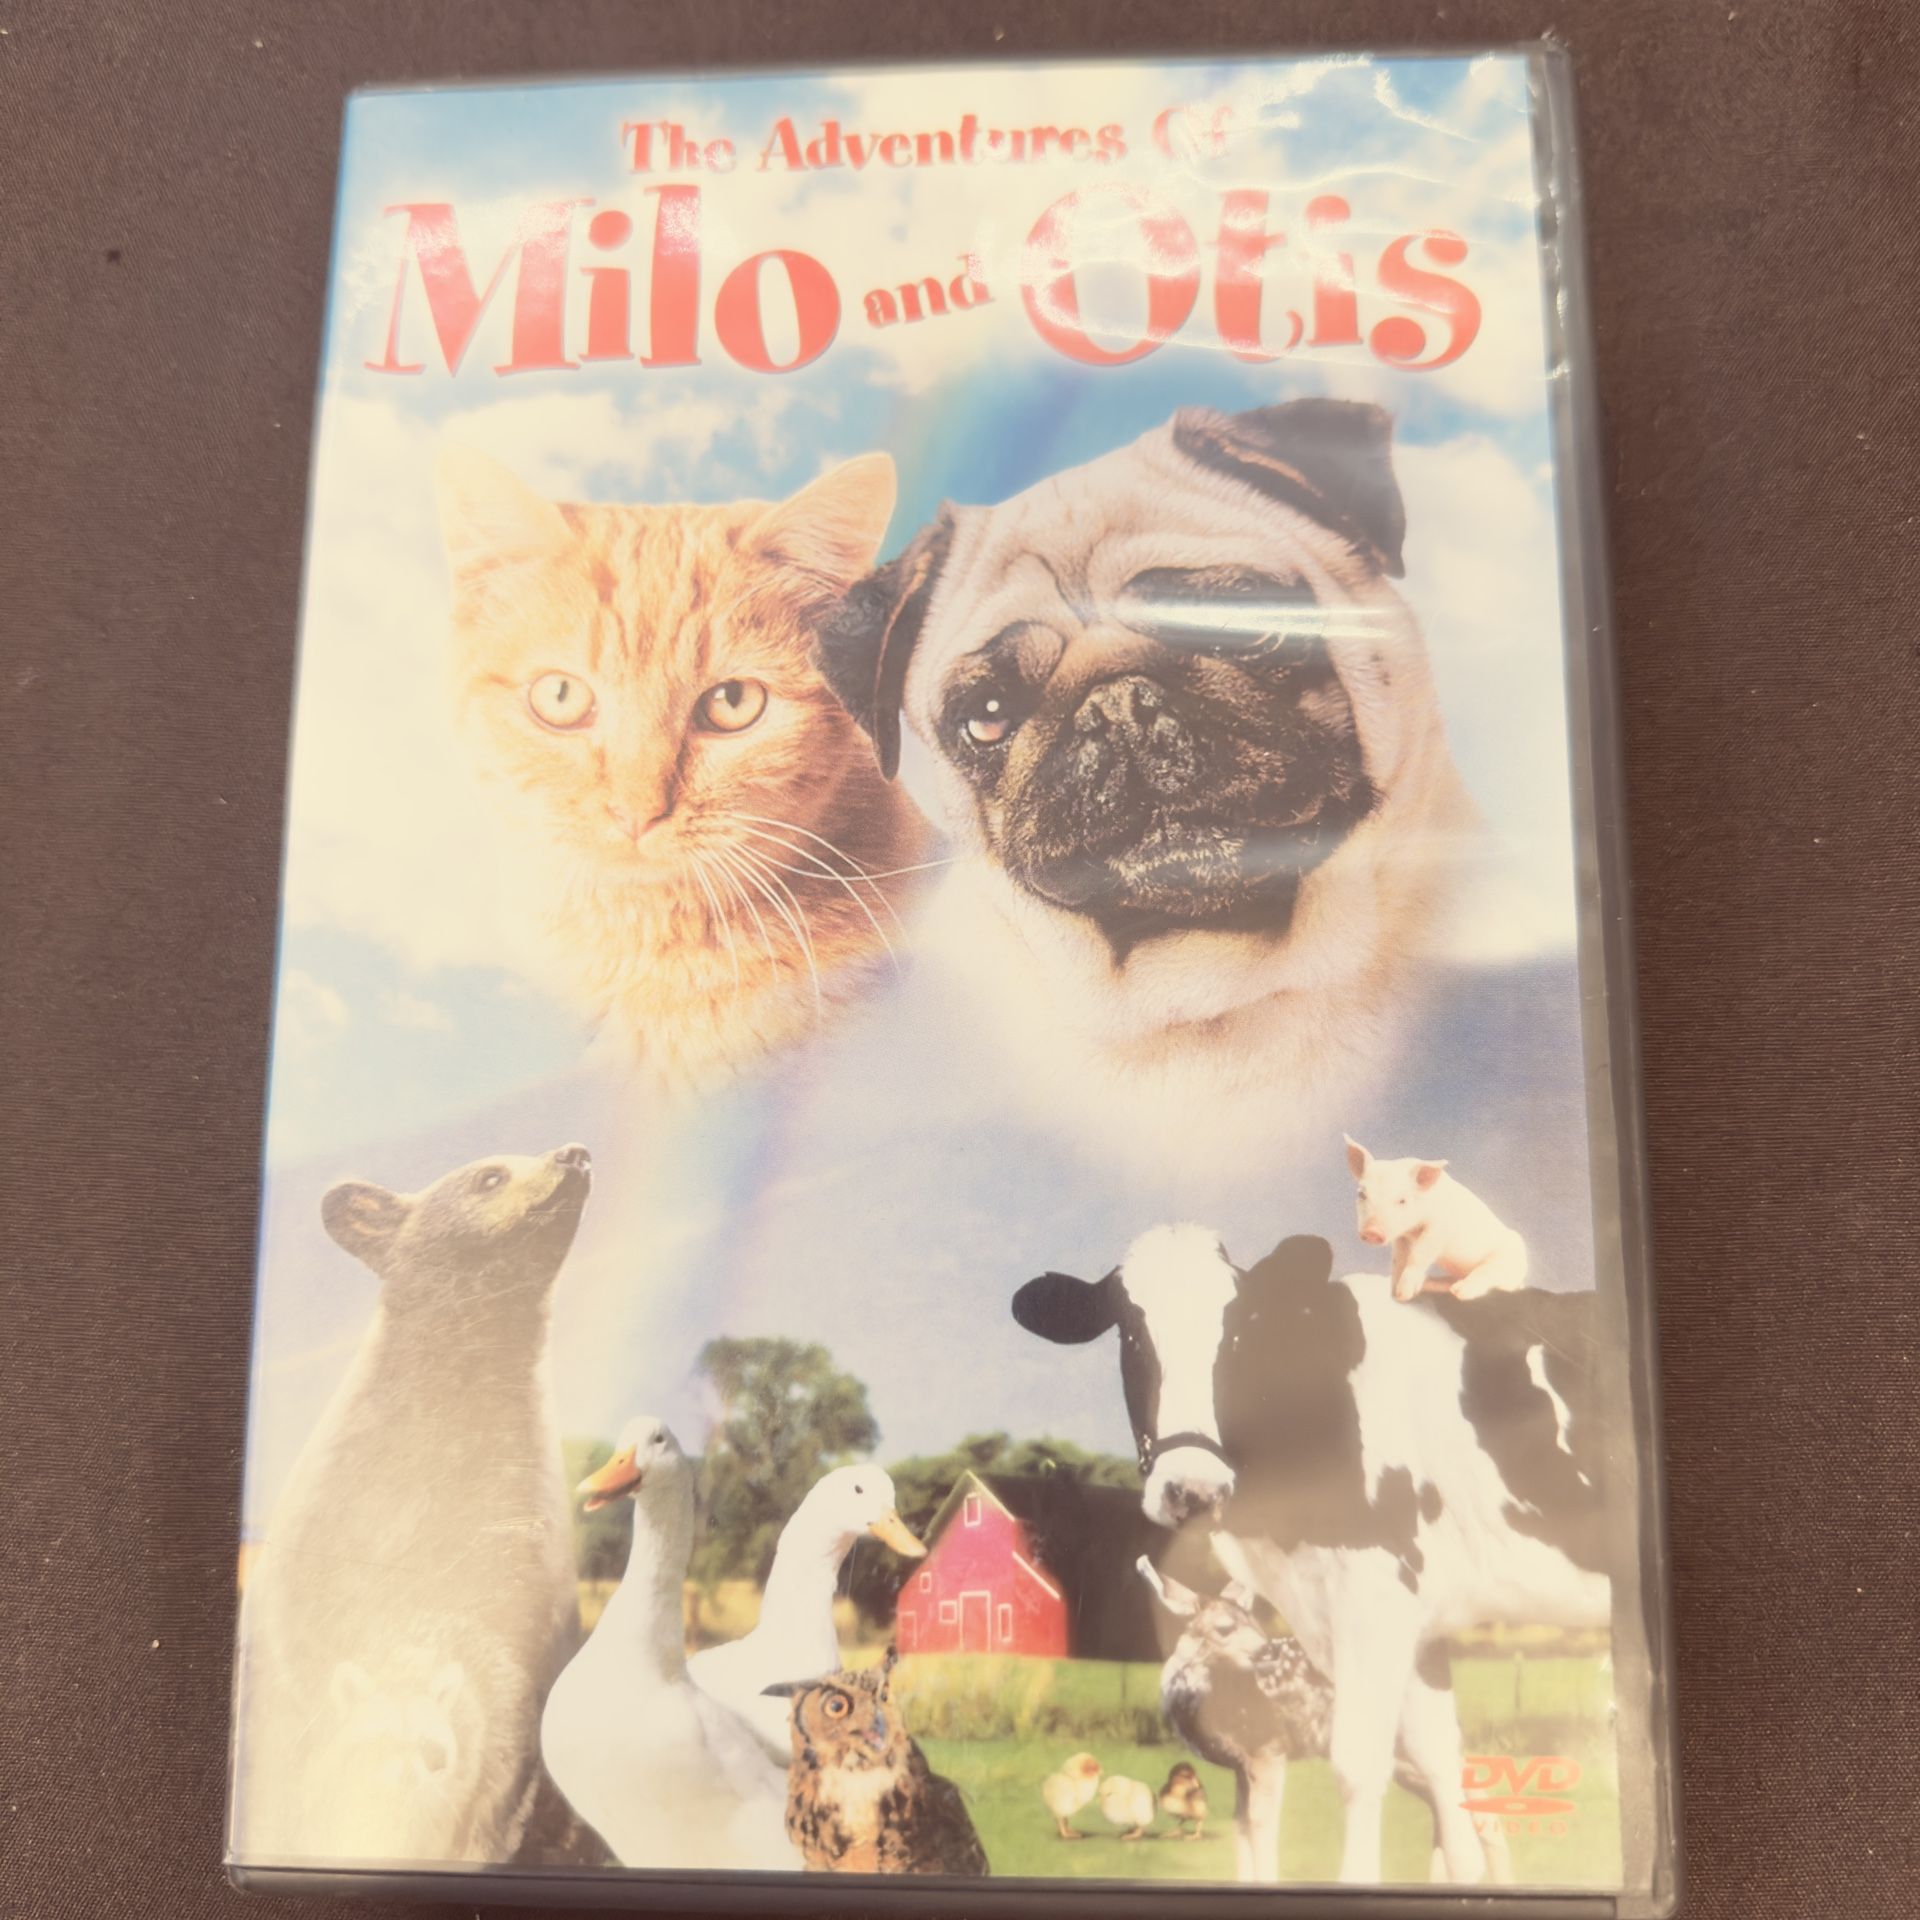 The Adventures Of
Milo and Otis
DVD
VIDEO